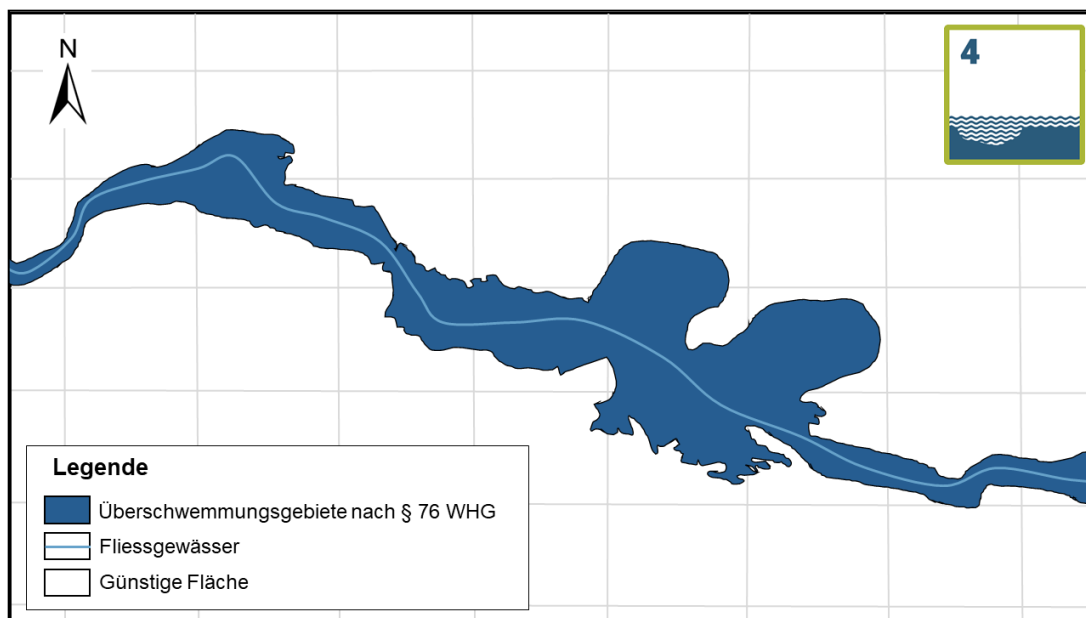 N
4
Legende
Überschwemmungsgebiete nach § 76 WHG
Fliessgewässer
Günstige Fläche